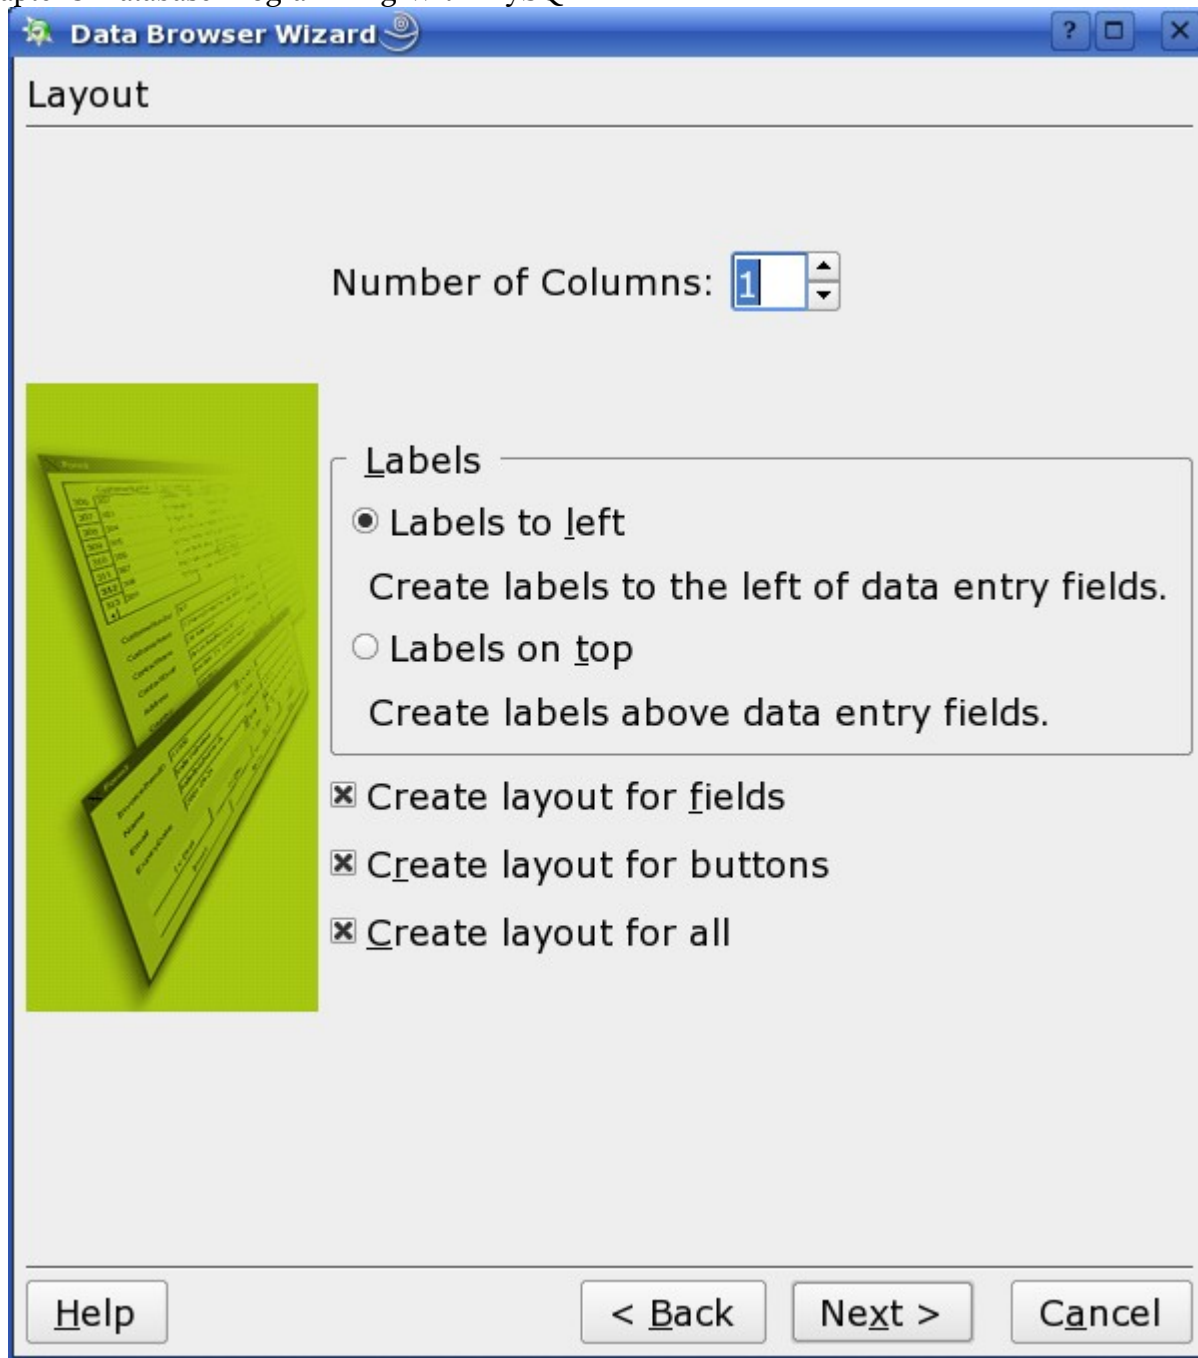 Data Browser Wizard
Layout
Number of Columns: 1
Labels
Labels to left
Create labels to the left of data entry fields.
Labels on top
Create labels above data entry fields.
Create layout for fields
Create layout for buttons
Create layout for all
Help < Back Next > Cancel